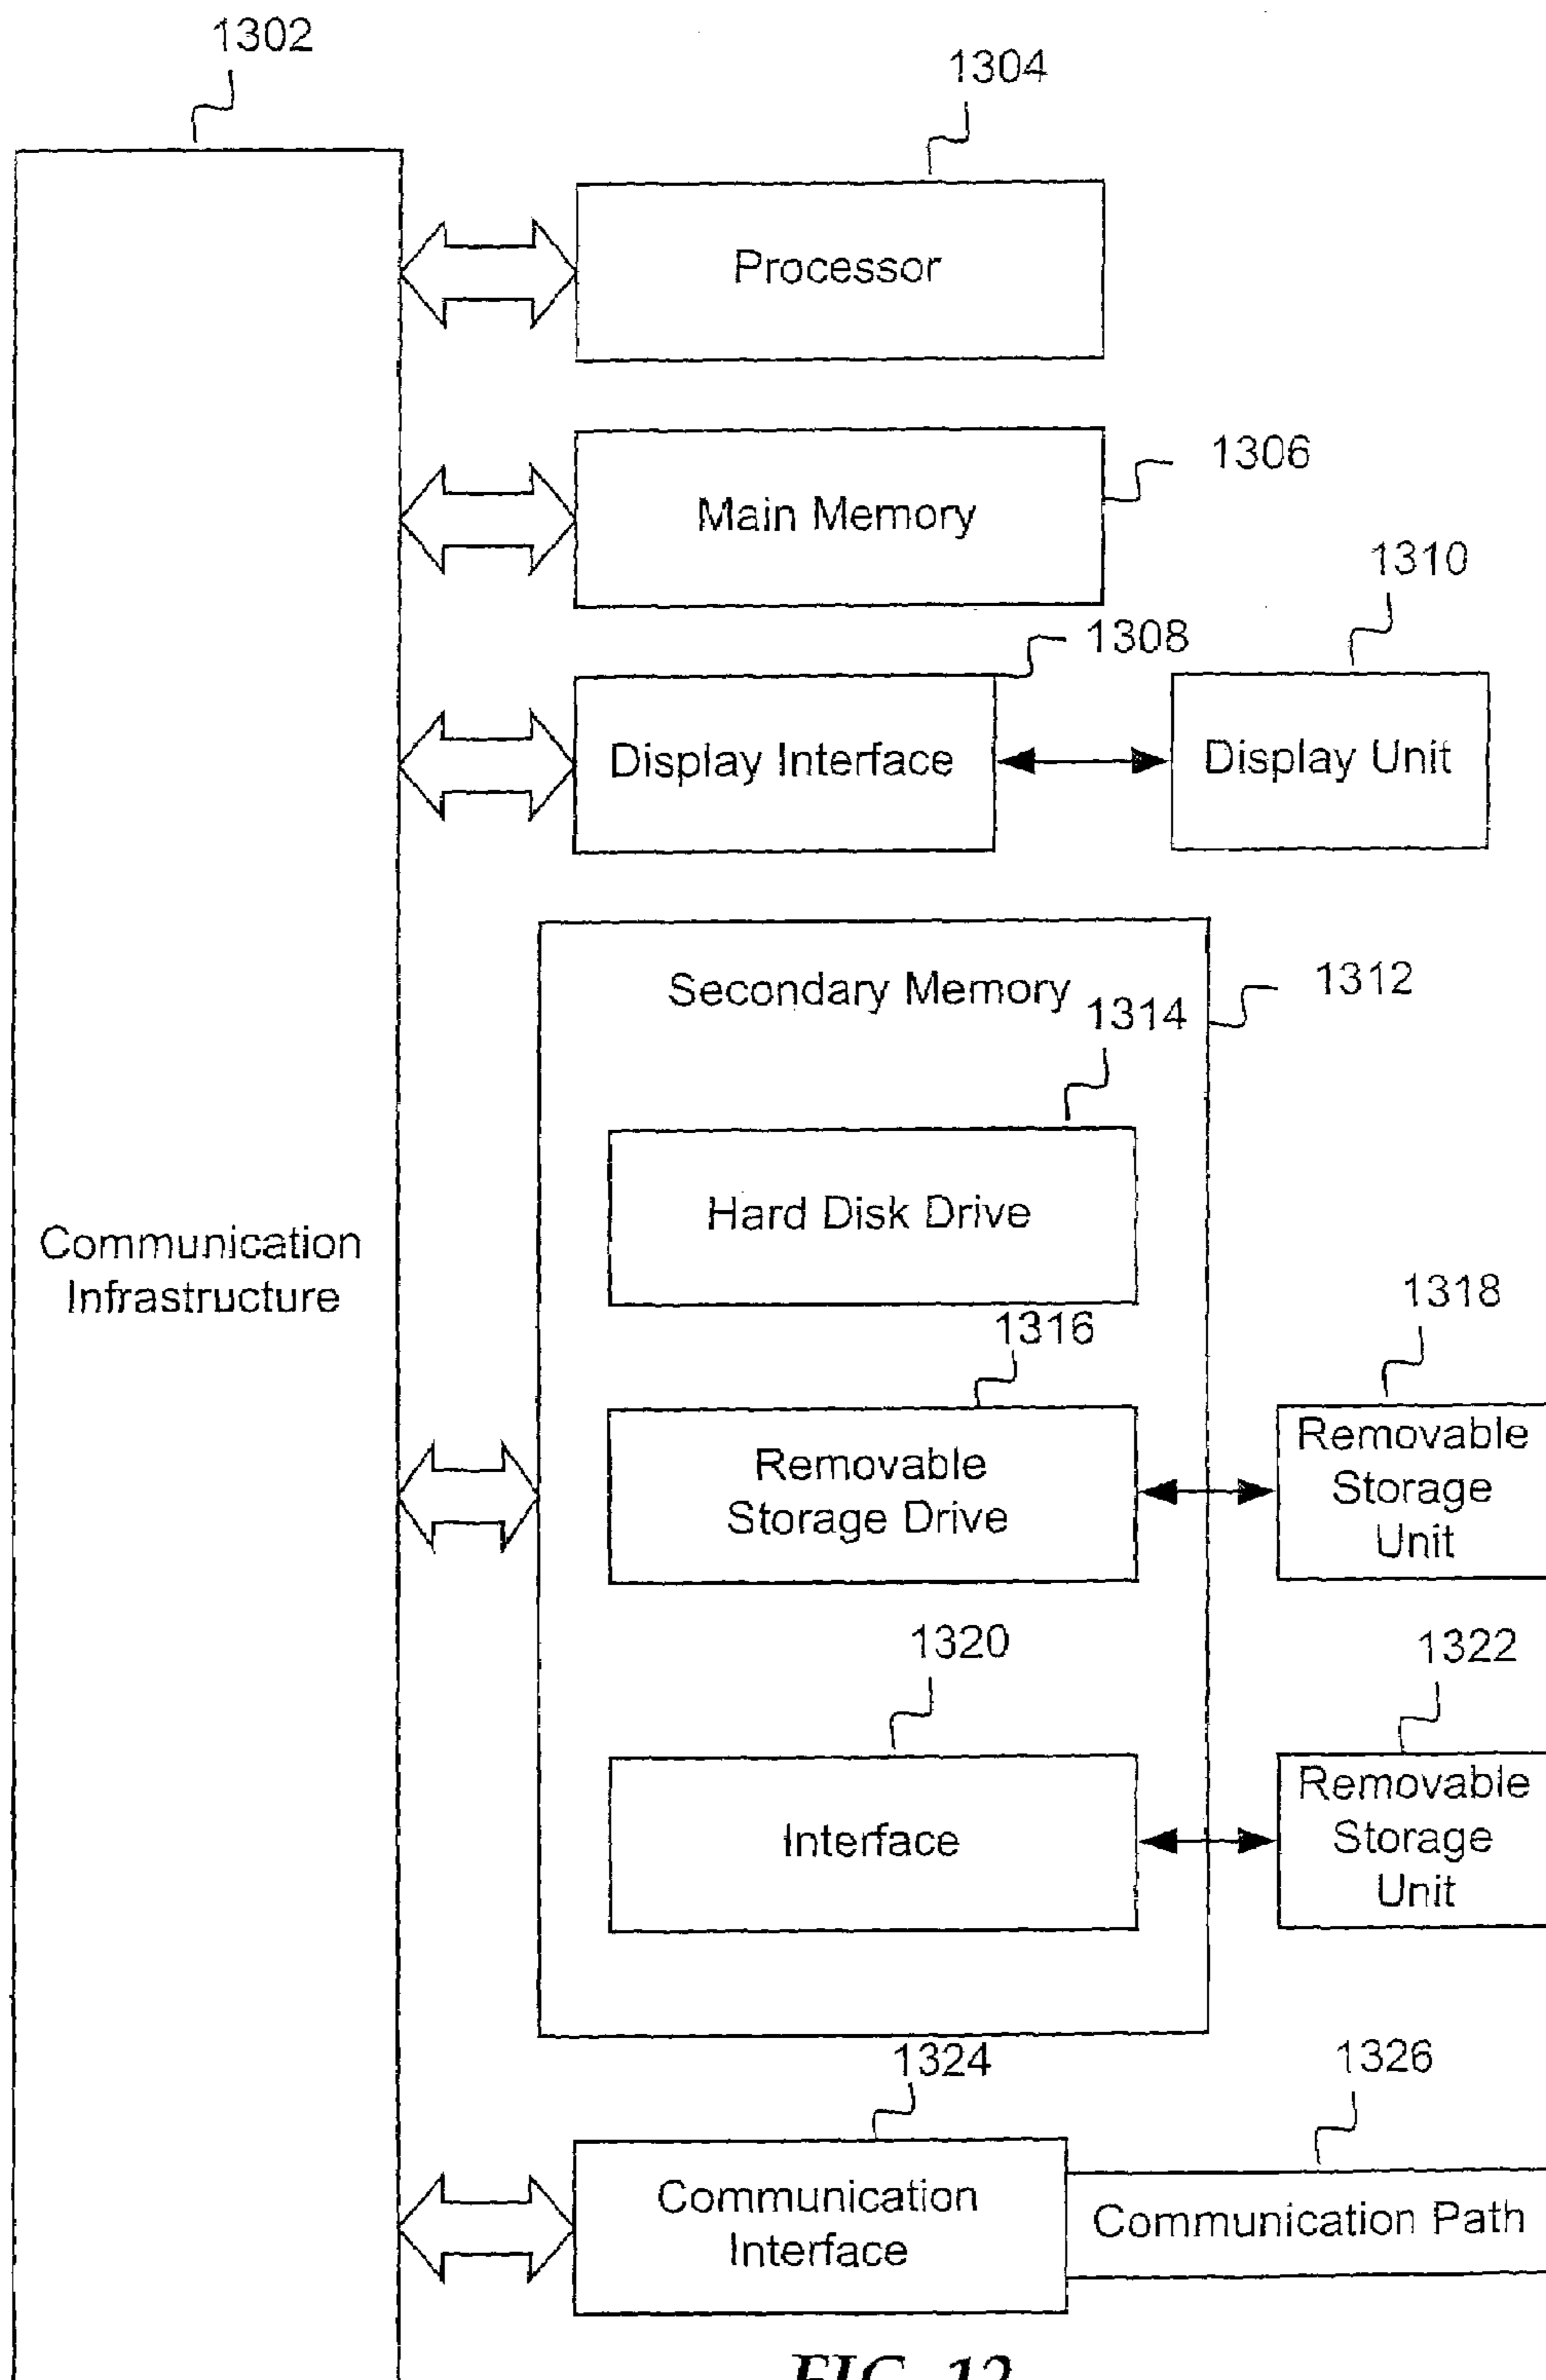 1302
1304
Processor
1306
Main Memory
1310
1308
Display Interface
Display Unit
Secondary Memory
1312
1314
Hard Disk Drive
Communication
Infrastructure
1318
1316
Removable
Storage Drive
Removable
Storage
Unit
1320
1322
Interface
Removable
Storage
Unit
1324
1326
Communication
Interface
Communication Path